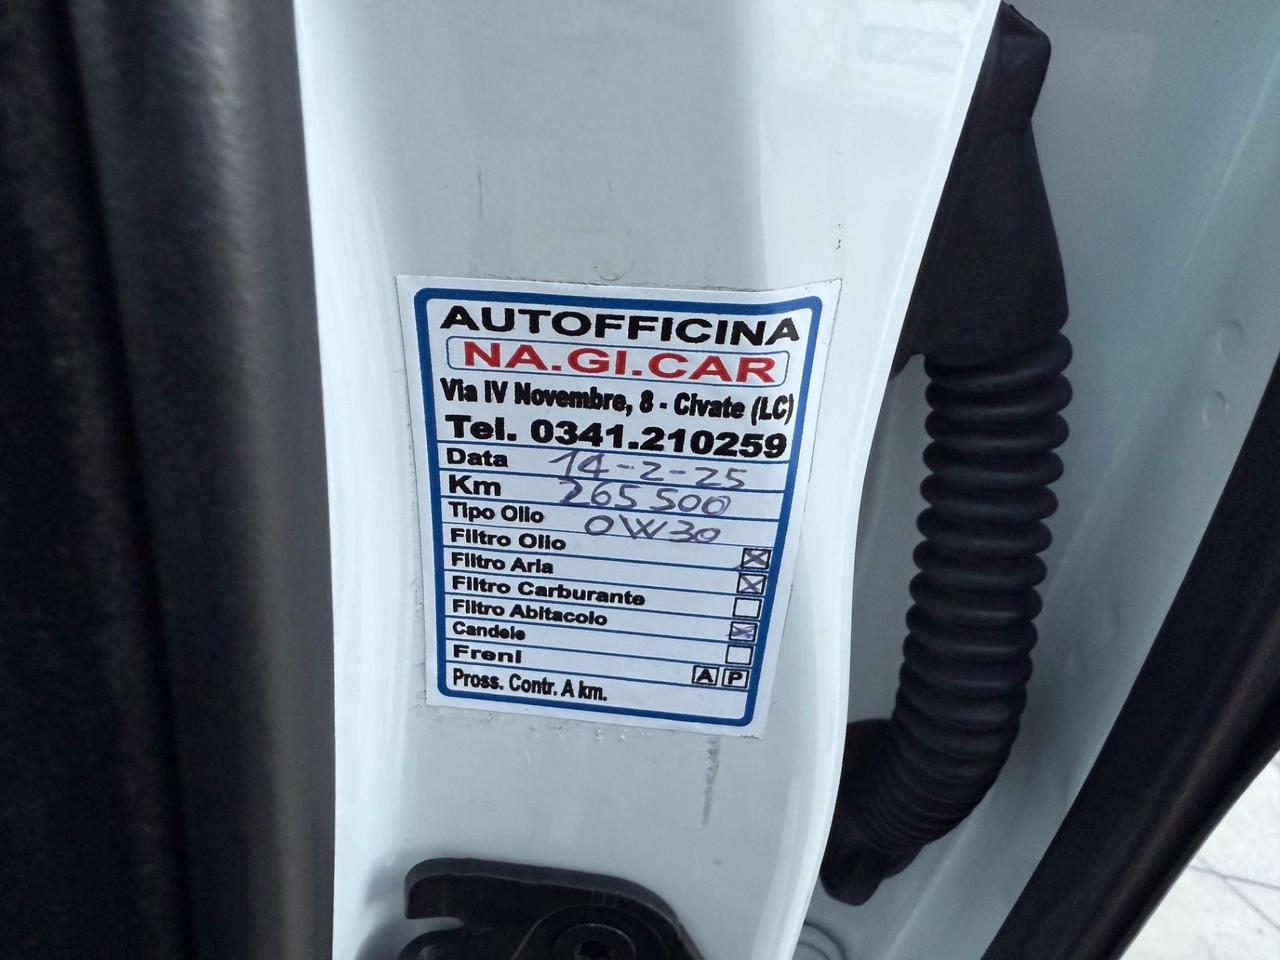 AUTOFFICINA
NA.GI.CAR
Via IV Novembre, 8 - Civate (LC)
Tel. 0341.210259
Data 14-2-25
Km 265500
Tipo Olio 0W30
Filtro Olio
Filtro Aria
Filtro Carburante
Filtro Abitacolo
Candele
Freni A P
Pross. Contr. A km.